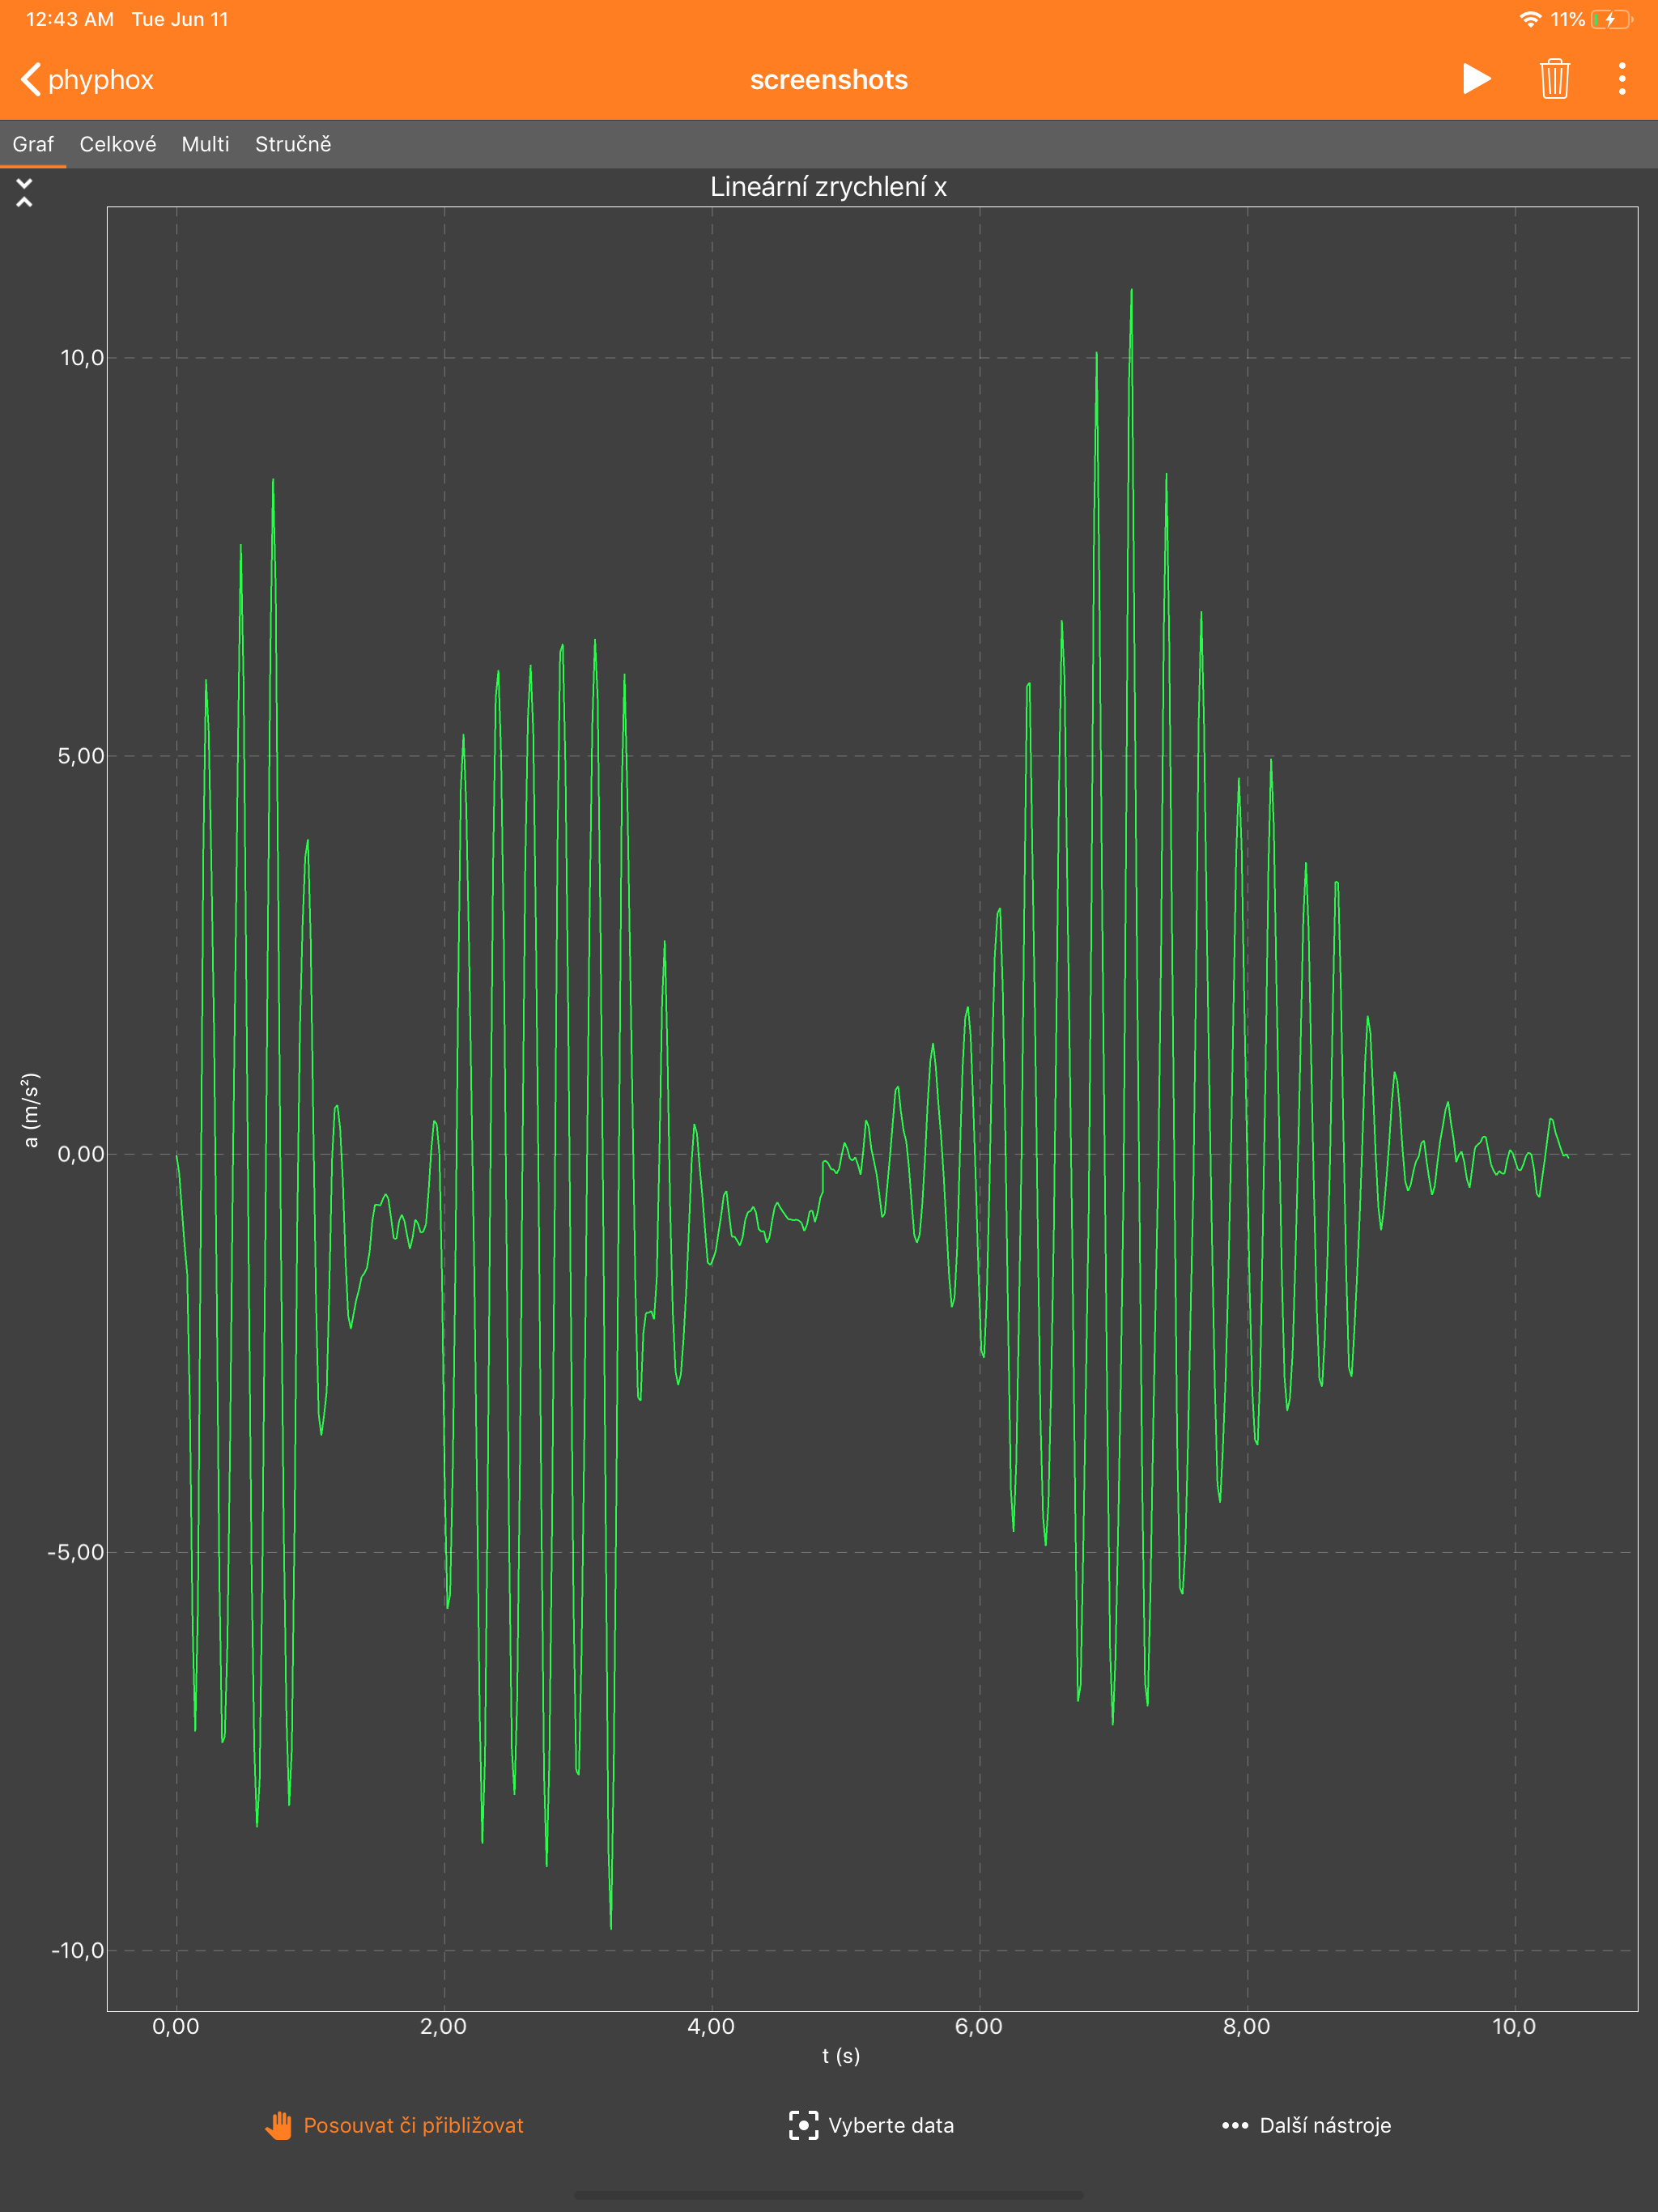 12:43 AM Tue Jun 11 11%
phyphox screenshots
Graf Celkové Multi Stručně
Lineární zrychlení x
10,0
5,00
a (m/s²)
0,00
-5,00
-10,0
0,00 2,00 4,00 6,00 8,00 10,0
t (s)
Posouvat či přibližovat Vyberte data Další nástroje